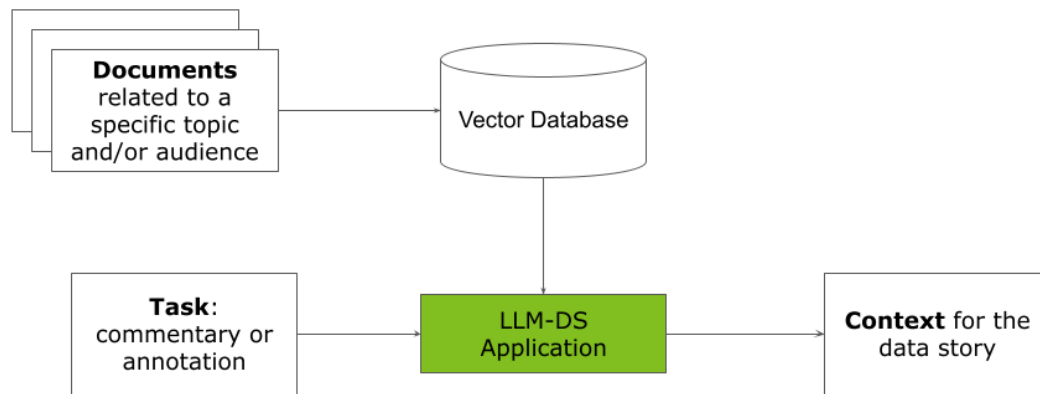 Documents
related to a
specific topic
and/or audience
Vector Database
Task:
commentary or
annotation
LLM-DS
Application
Context for the
data story